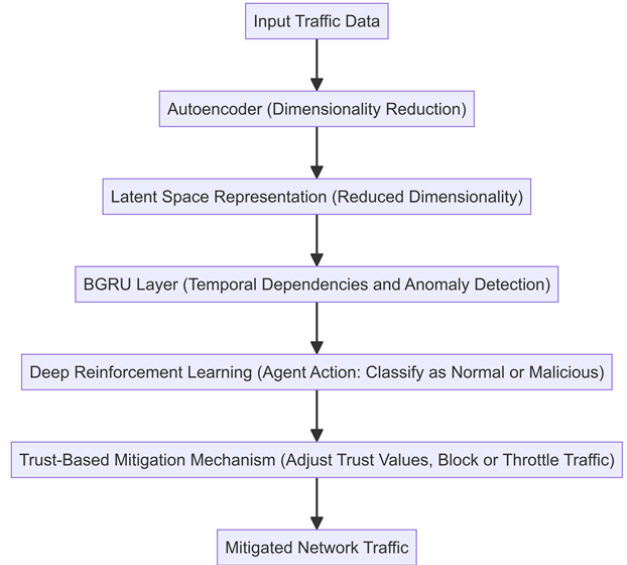 Input Traffic Data
Autoencoder (Dimensionality Reduction)
Latent Space Representation (Reduced Dimensionality)
BGRU Layer (Temporal Dependencies and Anomaly Detection)
Deep Reinforcement Learning (Agent Action: Classify as Normal or Malicious)
Trust-Based Mitigation Mechanism (Adjust Trust Values, Block or Throttle Traffic)
Mitigated Network Traffic